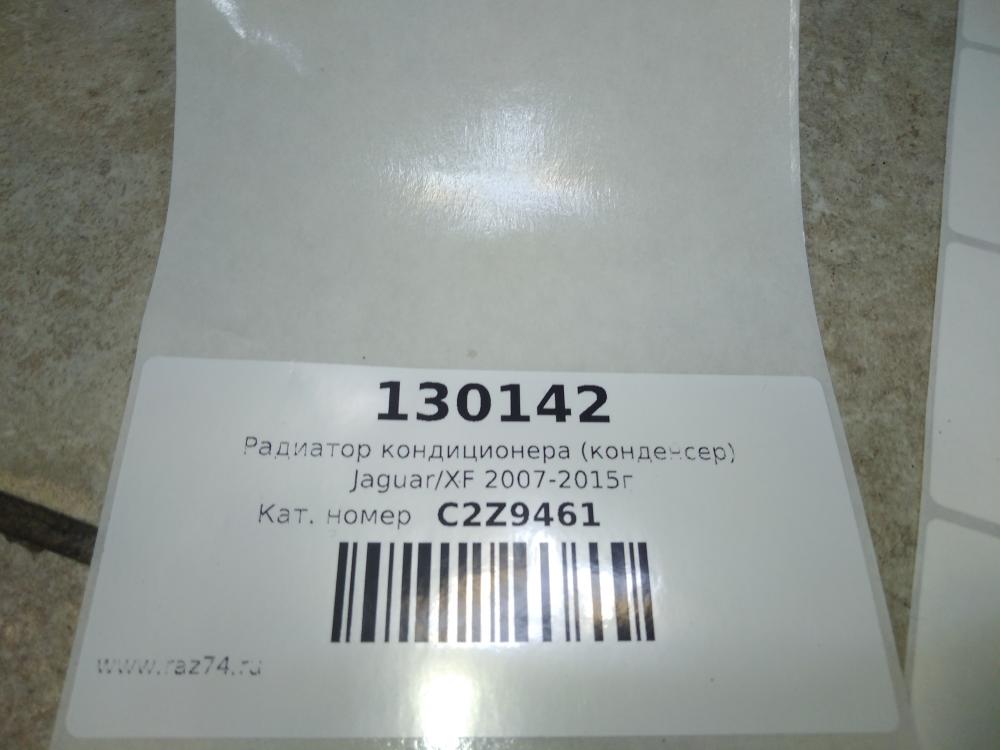 130142
Радиатор кондиционера (конденсер)
Jaguar/XF 2007-2015г
Кат. номер C2Z9461
www.raz74.ru